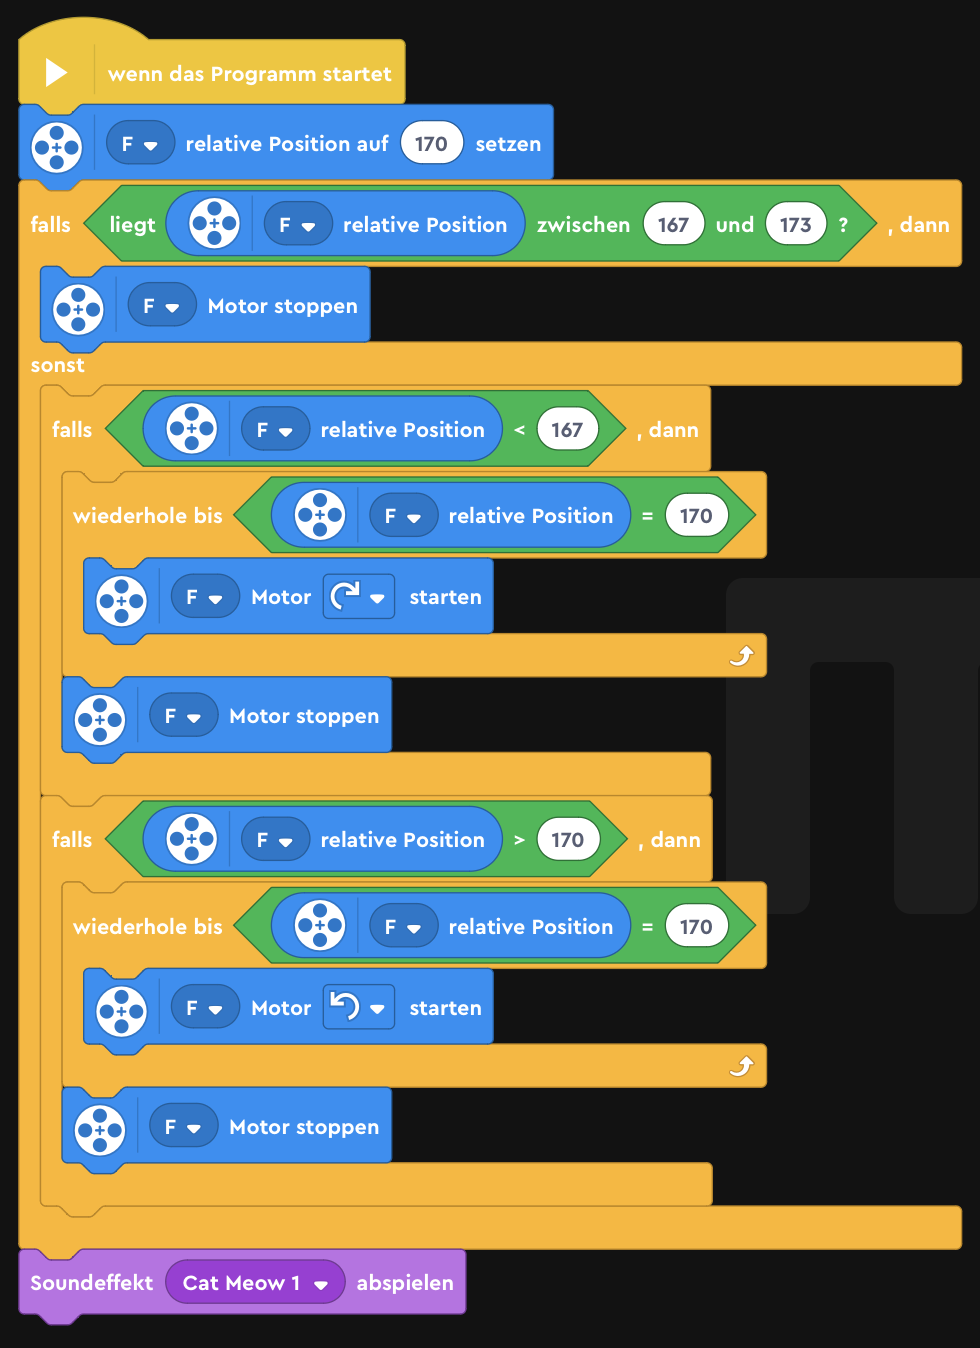 wenn das Programm startet
F relative Position auf 170 setzen
falls liegt F relative Position zwischen 167 und 173 ? , dann
F Motor stoppen
sonst
falls F relative Position < 167 , dann
wiederhole bis F relative Position = 170
F Motor starten
F Motor stoppen
falls F relative Position > 170 , dann
wiederhole bis F relative Position = 170
F Motor starten
F Motor stoppen
Soundeffekt Cat Meow 1 abspielen